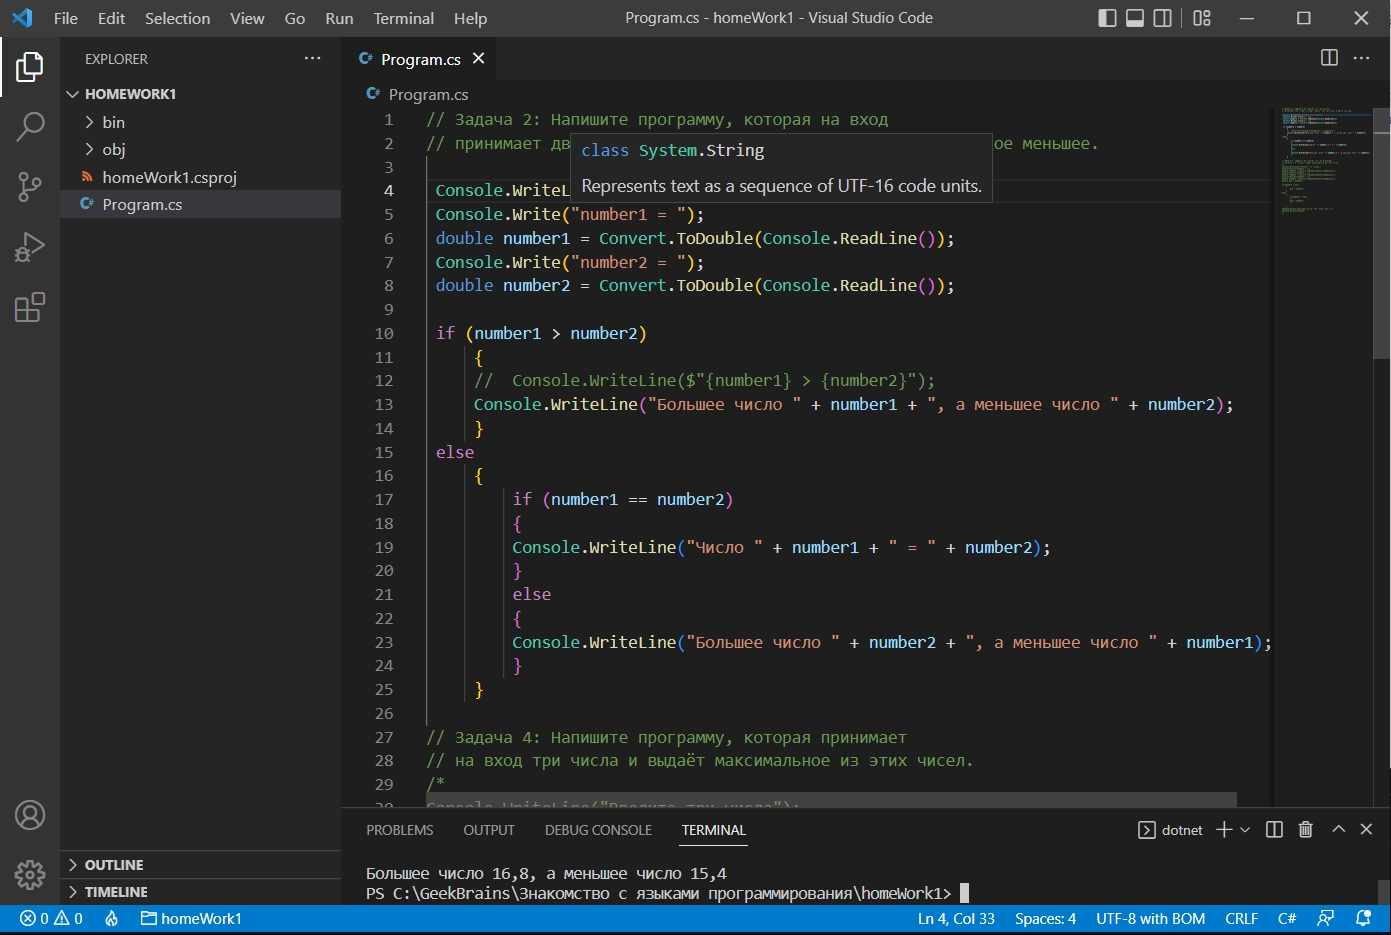 File Edit Selection View Go Run Terminal Help
Program.cs - homeWork1 - Visual Studio Code
EXPLORER
HOMEWORK1
bin
obj
homeWork1.csproj
Program.cs
OUTLINE
TIMELINE
Program.cs
Program.cs
1 // Задача 2: Напишите программу, которая на вход
2 // принимает дв ое меньшее.
class System.String
Represents text as a sequence of UTF-16 code units.
3
4 Console.WriteL
5 Console.Write("number1 = ");
6 double number1 = Convert.ToDouble(Console.ReadLine());
7 Console.Write("number2 = ");
8 double number2 = Convert.ToDouble(Console.ReadLine());
9
10 if (number1 > number2)
11 {
12 //  Console.WriteLine($"{number1} > {number2}");
13 Console.WriteLine("Большее число " + number1 + ", а меньшее число " + number2);
14 }
15 else
16 {
17 if (number1 == number2)
18 {
19 Console.WriteLine("Число " + number1 + " = " + number2);
20 }
21 else
22 {
23 Console.WriteLine("Большее число " + number2 + ", а меньшее число " + number1);
24 }
25 }
26
27 // Задача 4: Напишите программу, которая принимает
28 // на вход три числа и выдаёт максимальное из этих чисел.
29 /*
30 Console.WriteLine("Введите три числа");
PROBLEMS OUTPUT DEBUG CONSOLE TERMINAL
dotnet
Большее число 16,8, а меньшее число 15,4
PS C:\GeekBrains\Знакомство с языками программирования\homeWork1>
0 0 homeWork1
Ln 4, Col 33 Spaces: 4 UTF-8 with BOM CRLF C#